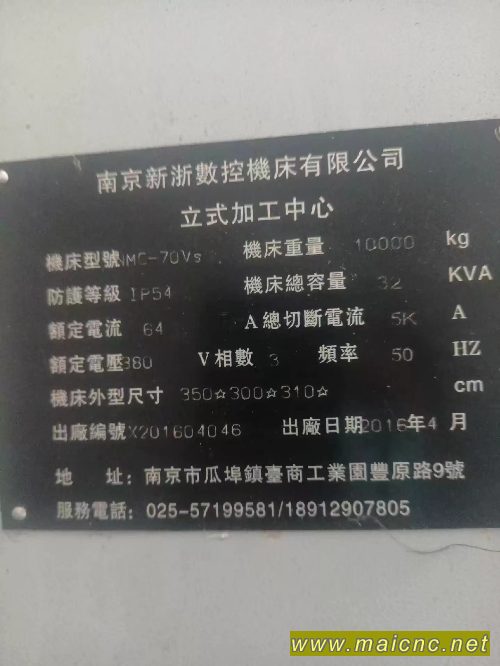 南京新浙數控機床有限公司
立式加工中心
機床型號 NMC-70Vs 機床重量 10000 kg
防護等級 IP54 機床總容量 32 KVA
額定電流 64 A 總切斷電流 5K A
額定電壓 380 V 相數 3 頻率 50 HZ
機床外型尺寸 350☆300☆310☆ cm
出廠編號 X201604046 出廠日期 2016年4月
地 址: 南京市瓜埠鎮臺商工業園豐原路9號
服務電話: 025-57199581/18912907805
www.maicnc.net